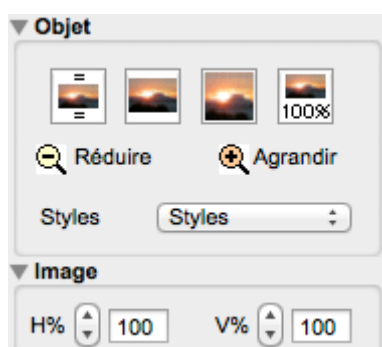 Objet
100%
Réduire Agrandir
Styles Styles
Image
H% 100 V% 100